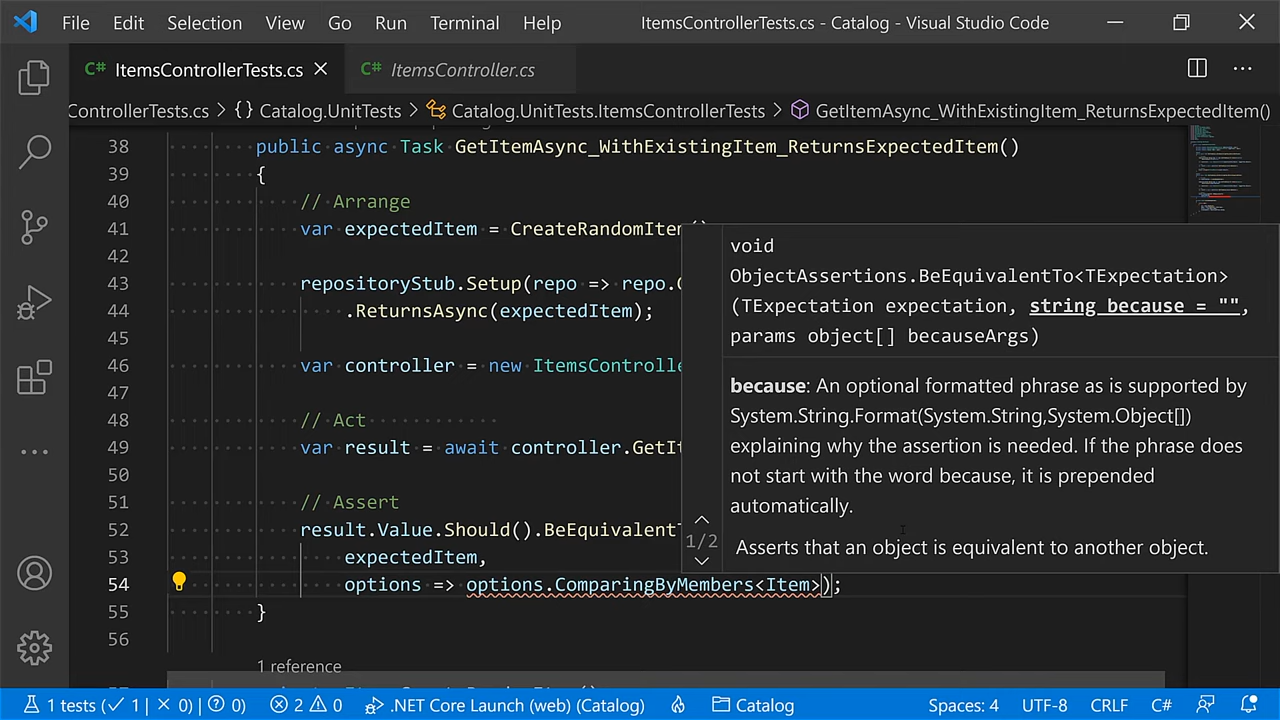 File Edit Selection View Go Run Terminal Help ItemsControllerTests.cs - Catalog - Visual Studio Code
C# ItemsControllerTests.cs C# ItemsController.cs
ControllerTests.cs > {} Catalog.UnitTests > Catalog.UnitTests.ItemsControllerTests > GetItemAsync_WithExistingItem_ReturnsExpectedItem()
38 public async Task GetItemAsync_WithExistingItem_ReturnsExpectedItem()
39 {
40 // Arrange
41 var expectedItem = CreateRandomItem()
42
43 repositoryStub.Setup(repo => repo.G
44 .ReturnsAsync(expectedItem);
45
46 var controller = new ItemsControlle
47
48 // Act
49 var result = await controller.GetIt
50
51 // Assert
52 result.Value.Should().BeEquivalentT
53 expectedItem,
54 options => options.ComparingByMembers<Item>);
55 }
56
1 reference
void
ObjectAssertions.BeEquivalentTo<TExpectation>
(TExpectation expectation, string because = "",
params object[] becauseArgs)
because: An optional formatted phrase as is supported by
System.String.Format(System.String,System.Object[])
explaining why the assertion is needed. If the phrase does
not start with the word because, it is prepended
automatically.
1/2
Asserts that an object is equivalent to another object.
1 tests( 1 | 0) | 0) 2 0 .NET Core Launch (web) (Catalog) Catalog Spaces: 4 UTF-8 CRLF C#